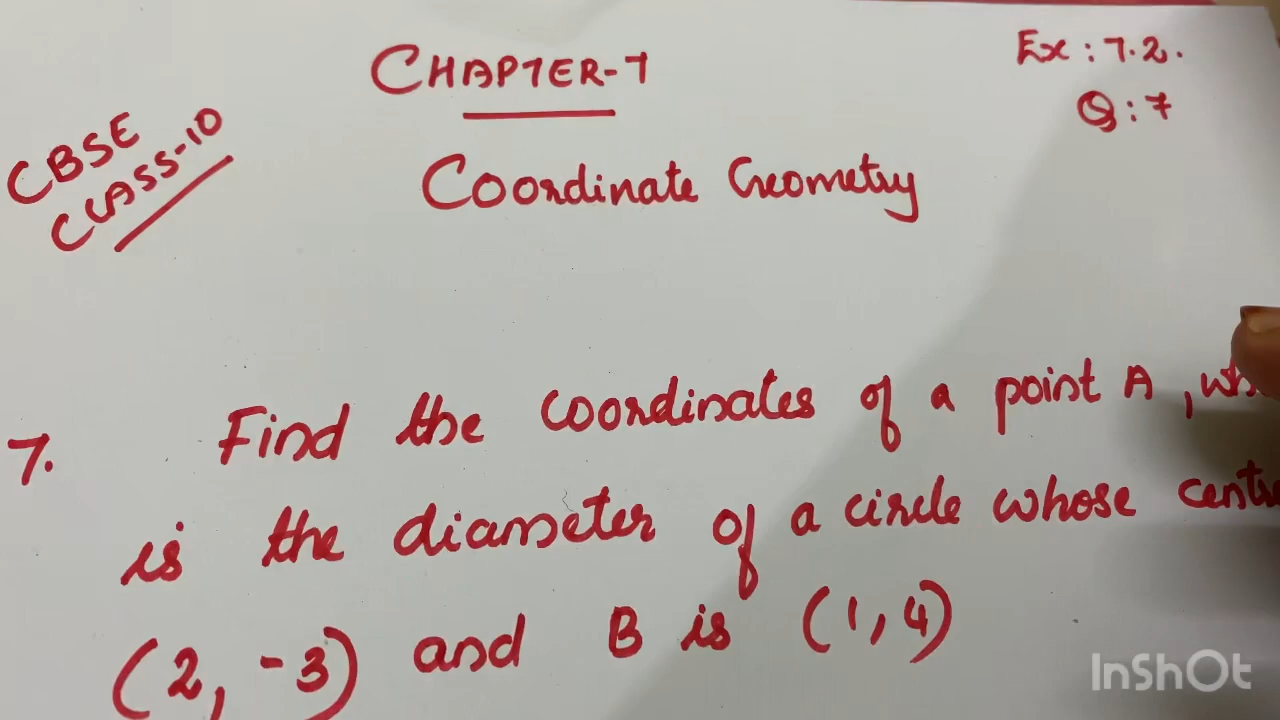 CHAPTER-7
Ex : 7.2.
Q : 7
CBSE
CLASS-10
Coordinate Geometry
7. Find the coordinates of a point A,
is the diameter of a circle whose
(2, -3) and B is (1, 4)
InShOt